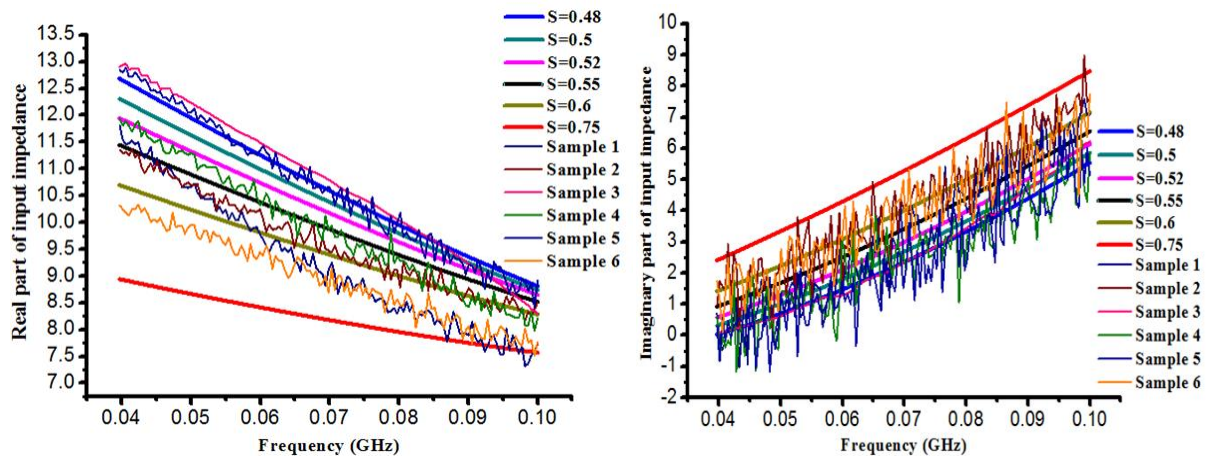 S=0.48
S=0.5
S=0.52
S=0.55
S=0.6
S=0.75
Sample 1
Sample 2
Sample 3
Sample 4
Sample 5
Sample 6
Real part of input impedance
13.5
13.0
12.5
12.0
11.5
11.0
10.5
10.0
9.5
9.0
8.5
8.0
7.5
7.0
0.04 0.05 0.06 0.07 0.08 0.09 0.10
Frequency (GHz)
Imaginary part of input impedance
10
9
8
7
6
5
4
3
2
1
0
-1
-2
0.04 0.05 0.06 0.07 0.08 0.09 0.10
Frequency (GHz)
S=0.48
S=0.5
S=0.52
S=0.55
S=0.6
S=0.75
Sample 1
Sample 2
Sample 3
Sample 4
Sample 5
Sample 6